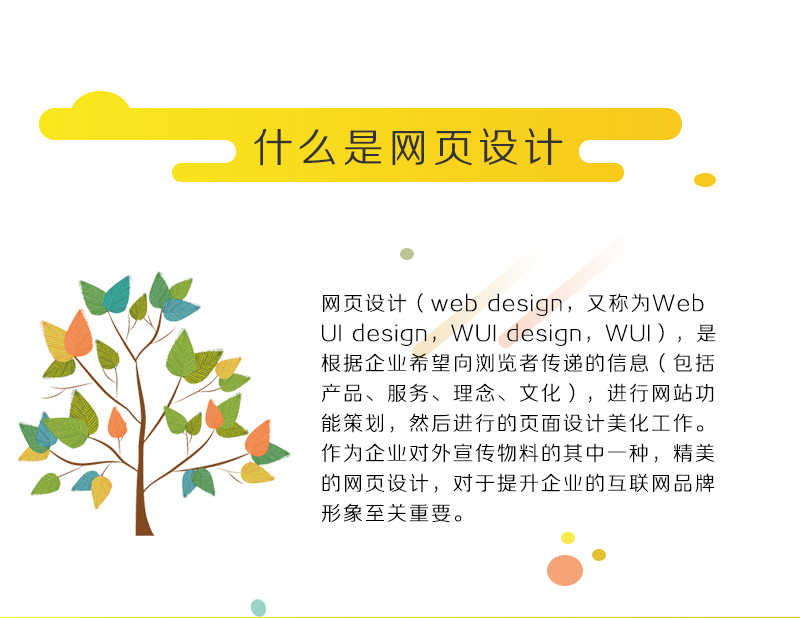 什么是网页设计
网页设计（web design，又称为Web
UI design，WUI design，WUI），是
根据企业希望向浏览者传递的信息（包括
产品、服务、理念、文化），进行网站功
能策划，然后进行的页面设计美化工作。
作为企业对外宣传物料的其中一种，精美
的网页设计，对于提升企业的互联网品牌
形象至关重要。